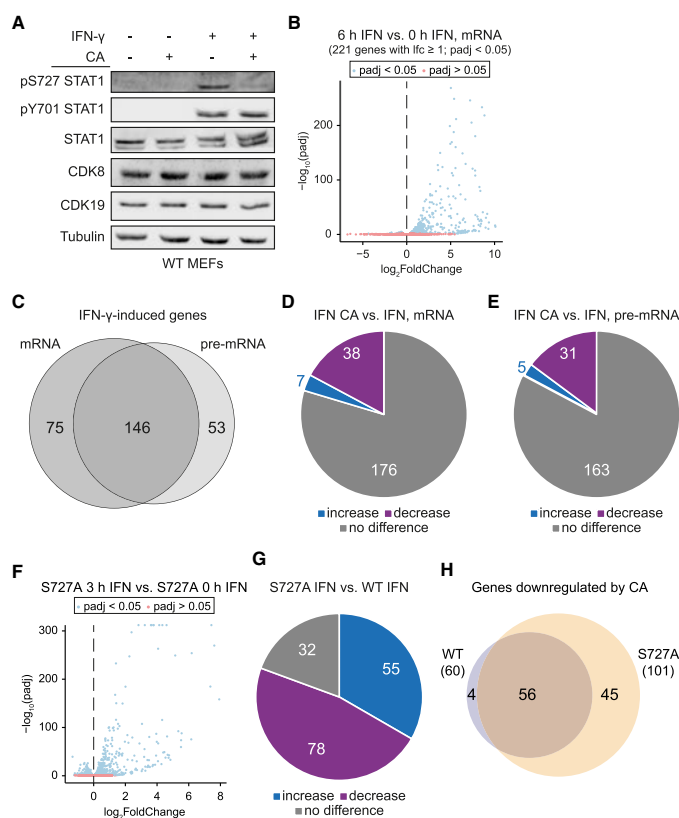 A
IFN-γ - - + +
CA - + - +
pS727 STAT1
pY701 STAT1
STAT1
CDK8
CDK19
Tubulin
WT MEFs
B
6 h IFN vs. 0 h IFN, mRNA
(221 genes with lfc ≥ 1; padj < 0.05)
padj < 0.05 padj > 0.05
−log10(padj)
200
100
0
−5 0 5 10
log2FoldChange
C
IFN-γ-induced genes
mRNA pre-mRNA
75 146 53
D
IFN CA vs. IFN, mRNA
38
7
176
increase decrease
no difference
E
IFN CA vs. IFN, pre-mRNA
31
5
163
increase decrease
no difference
F
S727A 3 h IFN vs. S727A 0 h IFN
padj < 0.05 padj > 0.05
−log10(padj)
300
200
100
0
0 2 4 6 8
log2FoldChange
G
S727A IFN vs. WT IFN
32
55
78
increase decrease
no difference
H
Genes downregulated by CA
WT
(60)
S727A
(101)
4 56 45